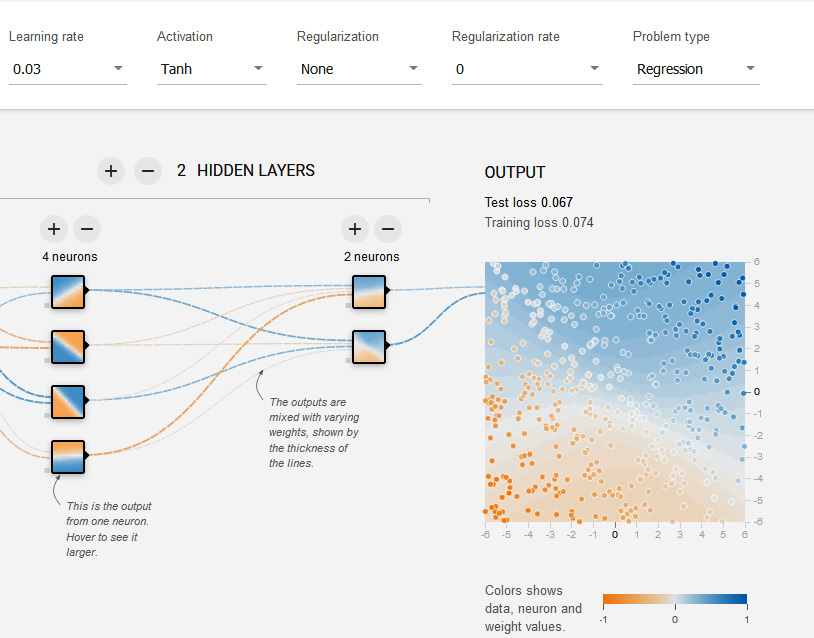 Learning rate
Activation
Regularization
Regularization rate
Problem type
0.03
Tanh
None
0
Regression
+ − 2 HIDDEN LAYERS
+ −
4 neurons
+ −
2 neurons
The outputs are
mixed with varying
weights, shown by
the thickness of
the lines.
This is the output
from one neuron.
Hover to see it
larger.
OUTPUT
Test loss 0.067
Training loss 0.074
6
5
4
3
2
1
0
-1
-2
-3
-4
-5
-6
-6 -5 -4 -3 -2 -1 0 1 2 3 4 5 6
Colors shows
data, neuron and
weight values.
-1 0 1